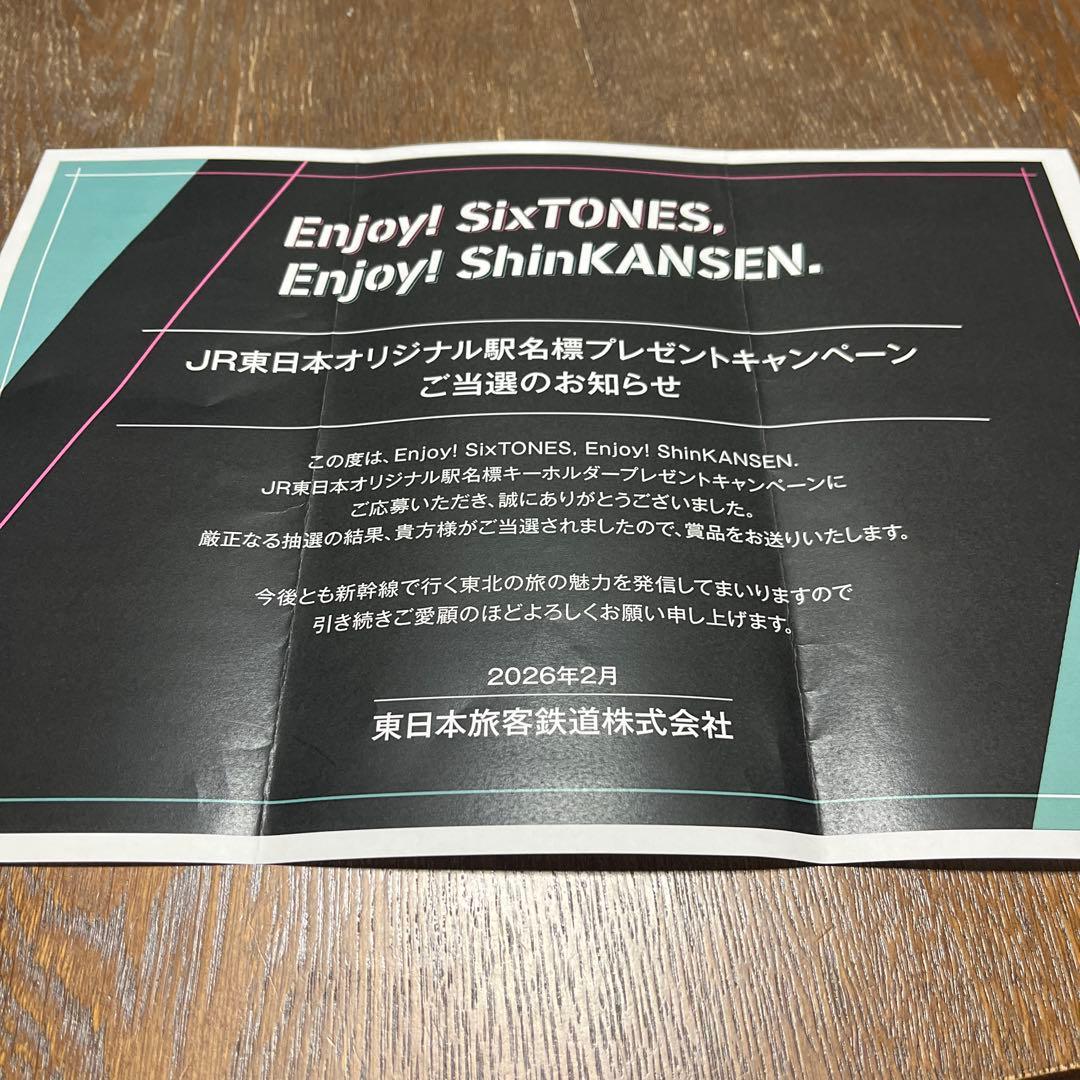 Enjoy! SixTONES,
Enjoy! ShinKANSEN.
JR東日本オリジナル駅名標プレゼントキャンペーン
ご当選のお知らせ
この度は、Enjoy! SixTONES, Enjoy! ShinKANSEN.
JR東日本オリジナル駅名標キーホルダープレゼントキャンペーンに
ご応募いただき、誠にありがとうございました。
厳正なる抽選の結果、貴方様がご当選されましたので、賞品をお送りいたします。
今後とも新幹線で行く東北の旅の魅力を発信してまいりますので
引き続きご愛顧のほどよろしくお願い申し上げます。
2026年2月
東日本旅客鉄道株式会社